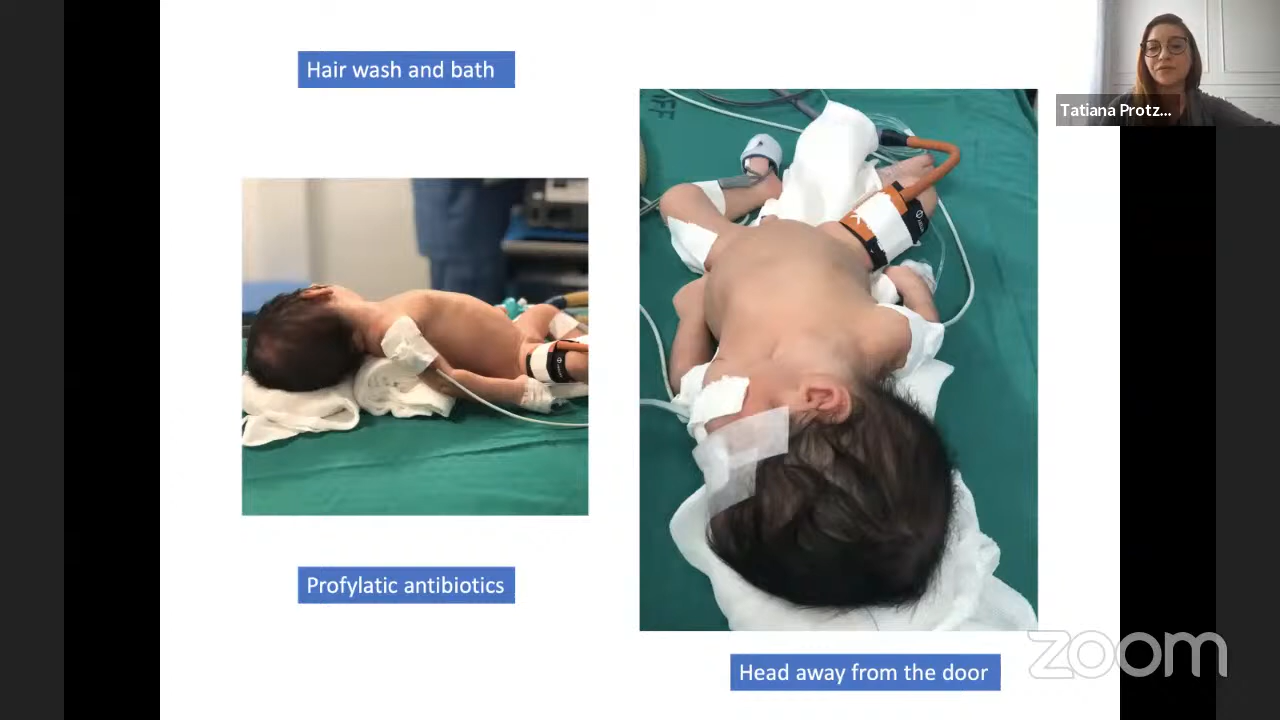 Hair wash and bath
Tatiana Protz...
Profylatic antibiotics
Head away from the door
zoom